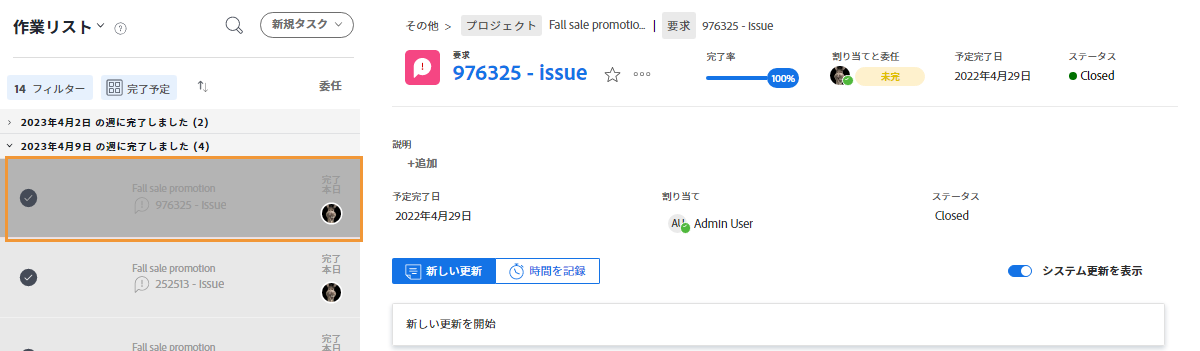 作業リスト
新規タスク
14 フィルター
完了予定
委任
2023年4月2日 の週に完了しました (2)
2023年4月9日 の週に完了しました (4)
Fall sale promotion
976325 - Issue
完了
本日
Fall sale promotion
252513 - Issue
完了
本日
Fall sale promotion
完了
本日
その他 > プロジェクト Fall sale promotio... | 要求 976325 - Issue
要求
976325 - issue
完了率
100%
割り当てと委任
未完
予定完了日
2022年4月29日
ステータス
Closed
説明
+追加
予定完了日
2022年4月29日
割り当て
AU Admin User
ステータス
Closed
新しい更新
時間を記録
システム更新を表示
新しい更新を開始